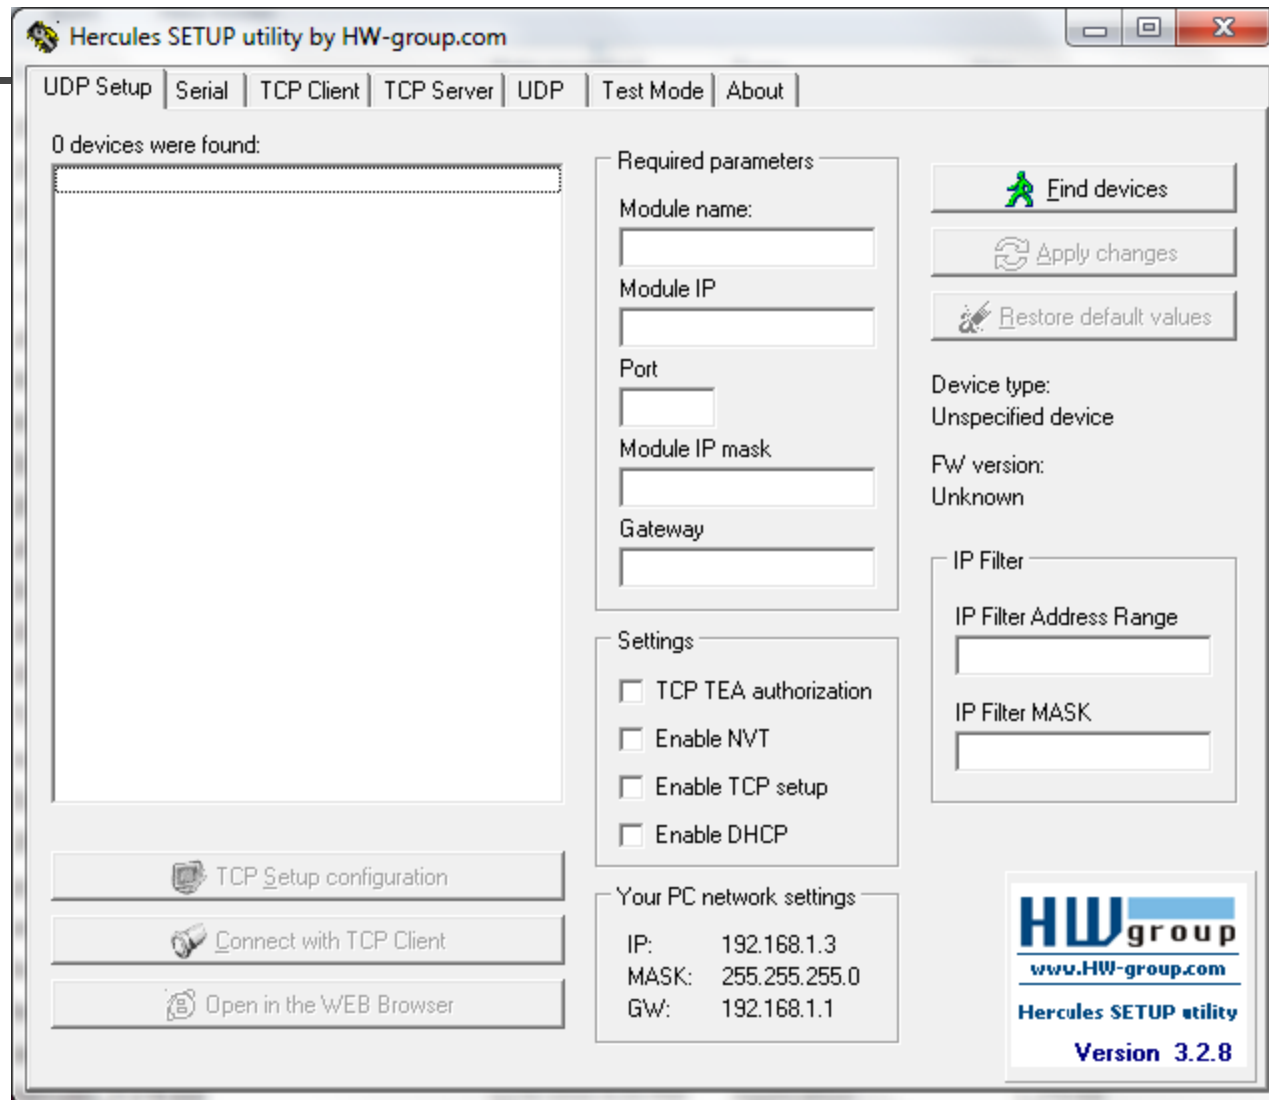 Hercules SETUP utility by HW-group.com
UDP Setup Serial TCP Client TCP Server UDP Test Mode About
0 devices were found:
Required parameters
Module name:
Module IP
Port
Module IP mask
Gateway
Find devices
Apply changes
Restore default values
Device type:
Unspecified device
FW version:
Unknown
IP Filter
IP Filter Address Range
IP Filter MASK
Settings
TCP TEA authorization
Enable NVT
Enable TCP setup
Enable DHCP
TCP Setup configuration
Connect with TCP Client
Open in the WEB Browser
Your PC network settings
IP: 192.168.1.3
MASK: 255.255.255.0
GW: 192.168.1.1
HW group
www.HW-group.com
Hercules SETUP utility
Version 3.2.8